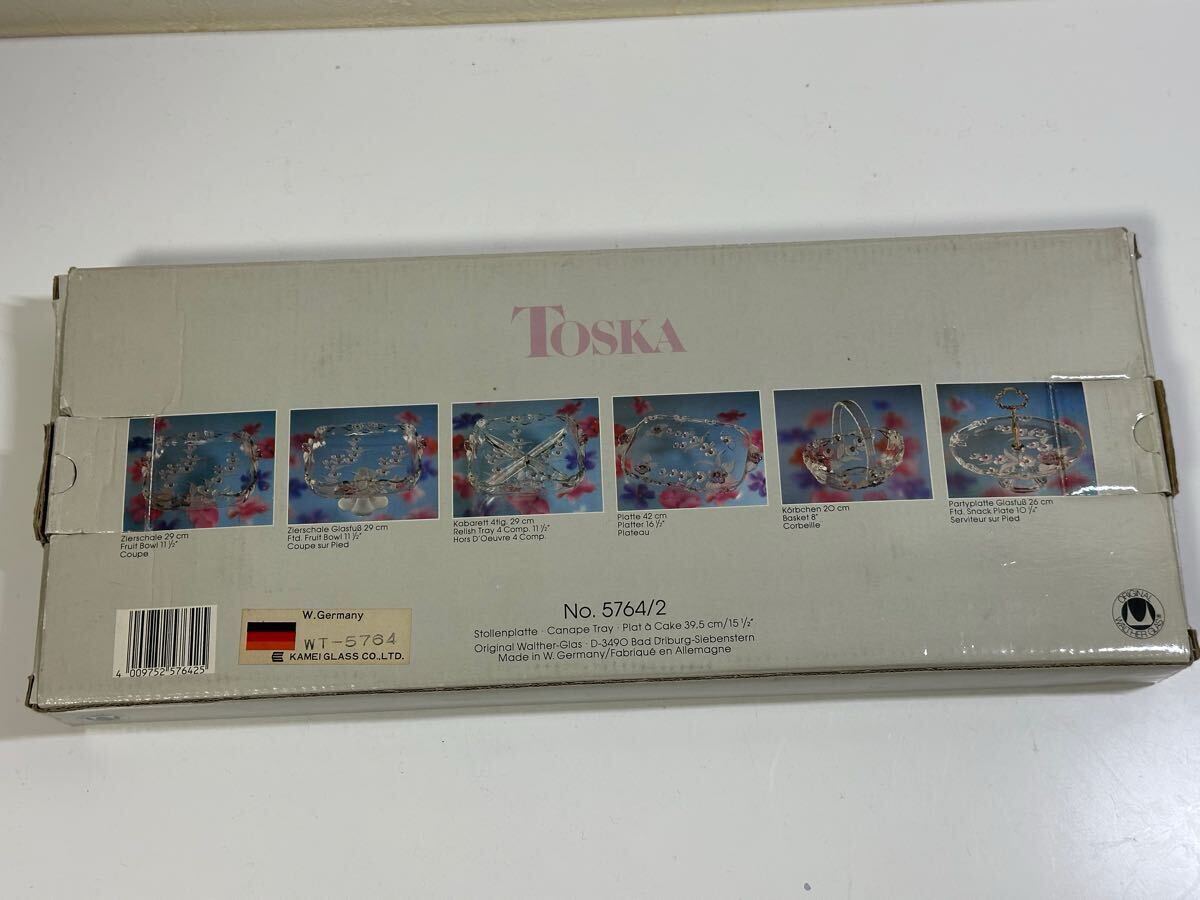 TOSKA
Zierschale 29 cm
Fruit Bowl 11 ½"
Coupe
Zierschale Glasfuß 29 cm
Ftd. Fruit Bowl 11 ½"
Coupe sur Pied
Kabarett 4tlg. 29 cm
Relish Tray 4 Comp. 11 ½"
Hors D'Oeuvre 4 Comp.
Platte 42 cm
Platter 16 ½"
Plateau
Körbchen 20 cm
Basket 8"
Corbeille
Partyplatte Glasfuß 26 cm
Ftd. Snack Plate 10 ¼"
Serviteur sur Pied
4 009752 576425
W. Germany
WT-5764
KAMEI GLASS CO., LTD.
No. 5764/2
Stollenplatte · Canape Tray · Plat à Cake 39,5 cm/15 ½"
Original Walther-Glas · D-3490 Bad Driburg-Siebenstern
Made in W. Germany/Fabriqué en Allemagne
ORIGINAL
WALTHER GLAS